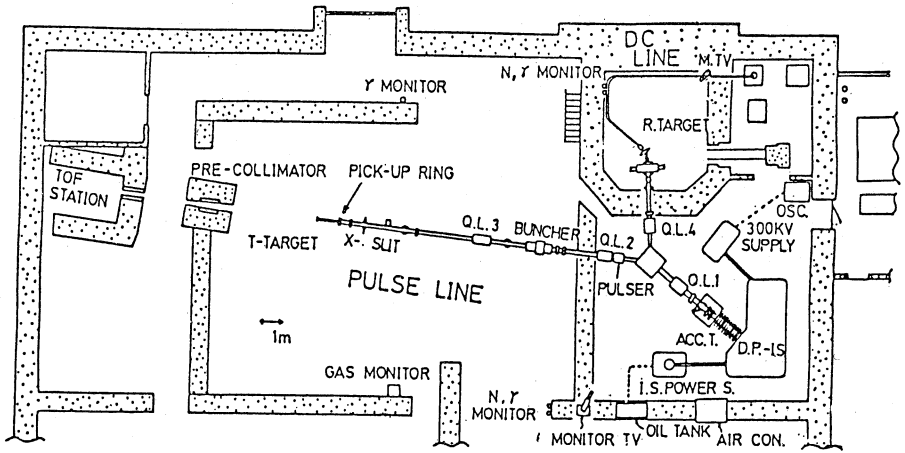 DC
LINE
M.TV
N,γ MONITOR
γ MONITOR
R.TARGET
TOF
STATION
PRE-COLLIMATOR
PICK-UP RING
OSC.
300KV
SUPPLY
Q.L.4
Q.L.3
BUNCHER
Q.L.2
T-TARGET
X-. SLIT
PULSER
Q.L.1
PULSE LINE
1m
ACC.T.
D.P.-I.S
GAS MONITOR
I.S.POWER S.
N,γ
MONITOR
MONITOR TV
OIL TANK
AIR CON.